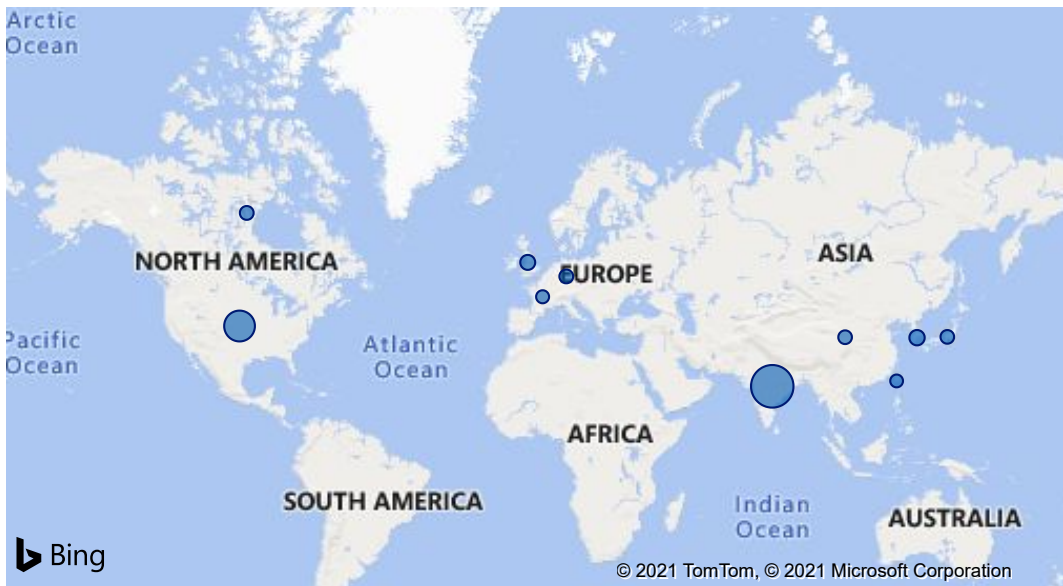 Arctic
Ocean
NORTH AMERICA
EUROPE
ASIA
Pacific
Ocean
Atlantic
Ocean
AFRICA
SOUTH AMERICA
Indian
Ocean
AUSTRALIA
Bing
© 2021 TomTom, © 2021 Microsoft Corporation